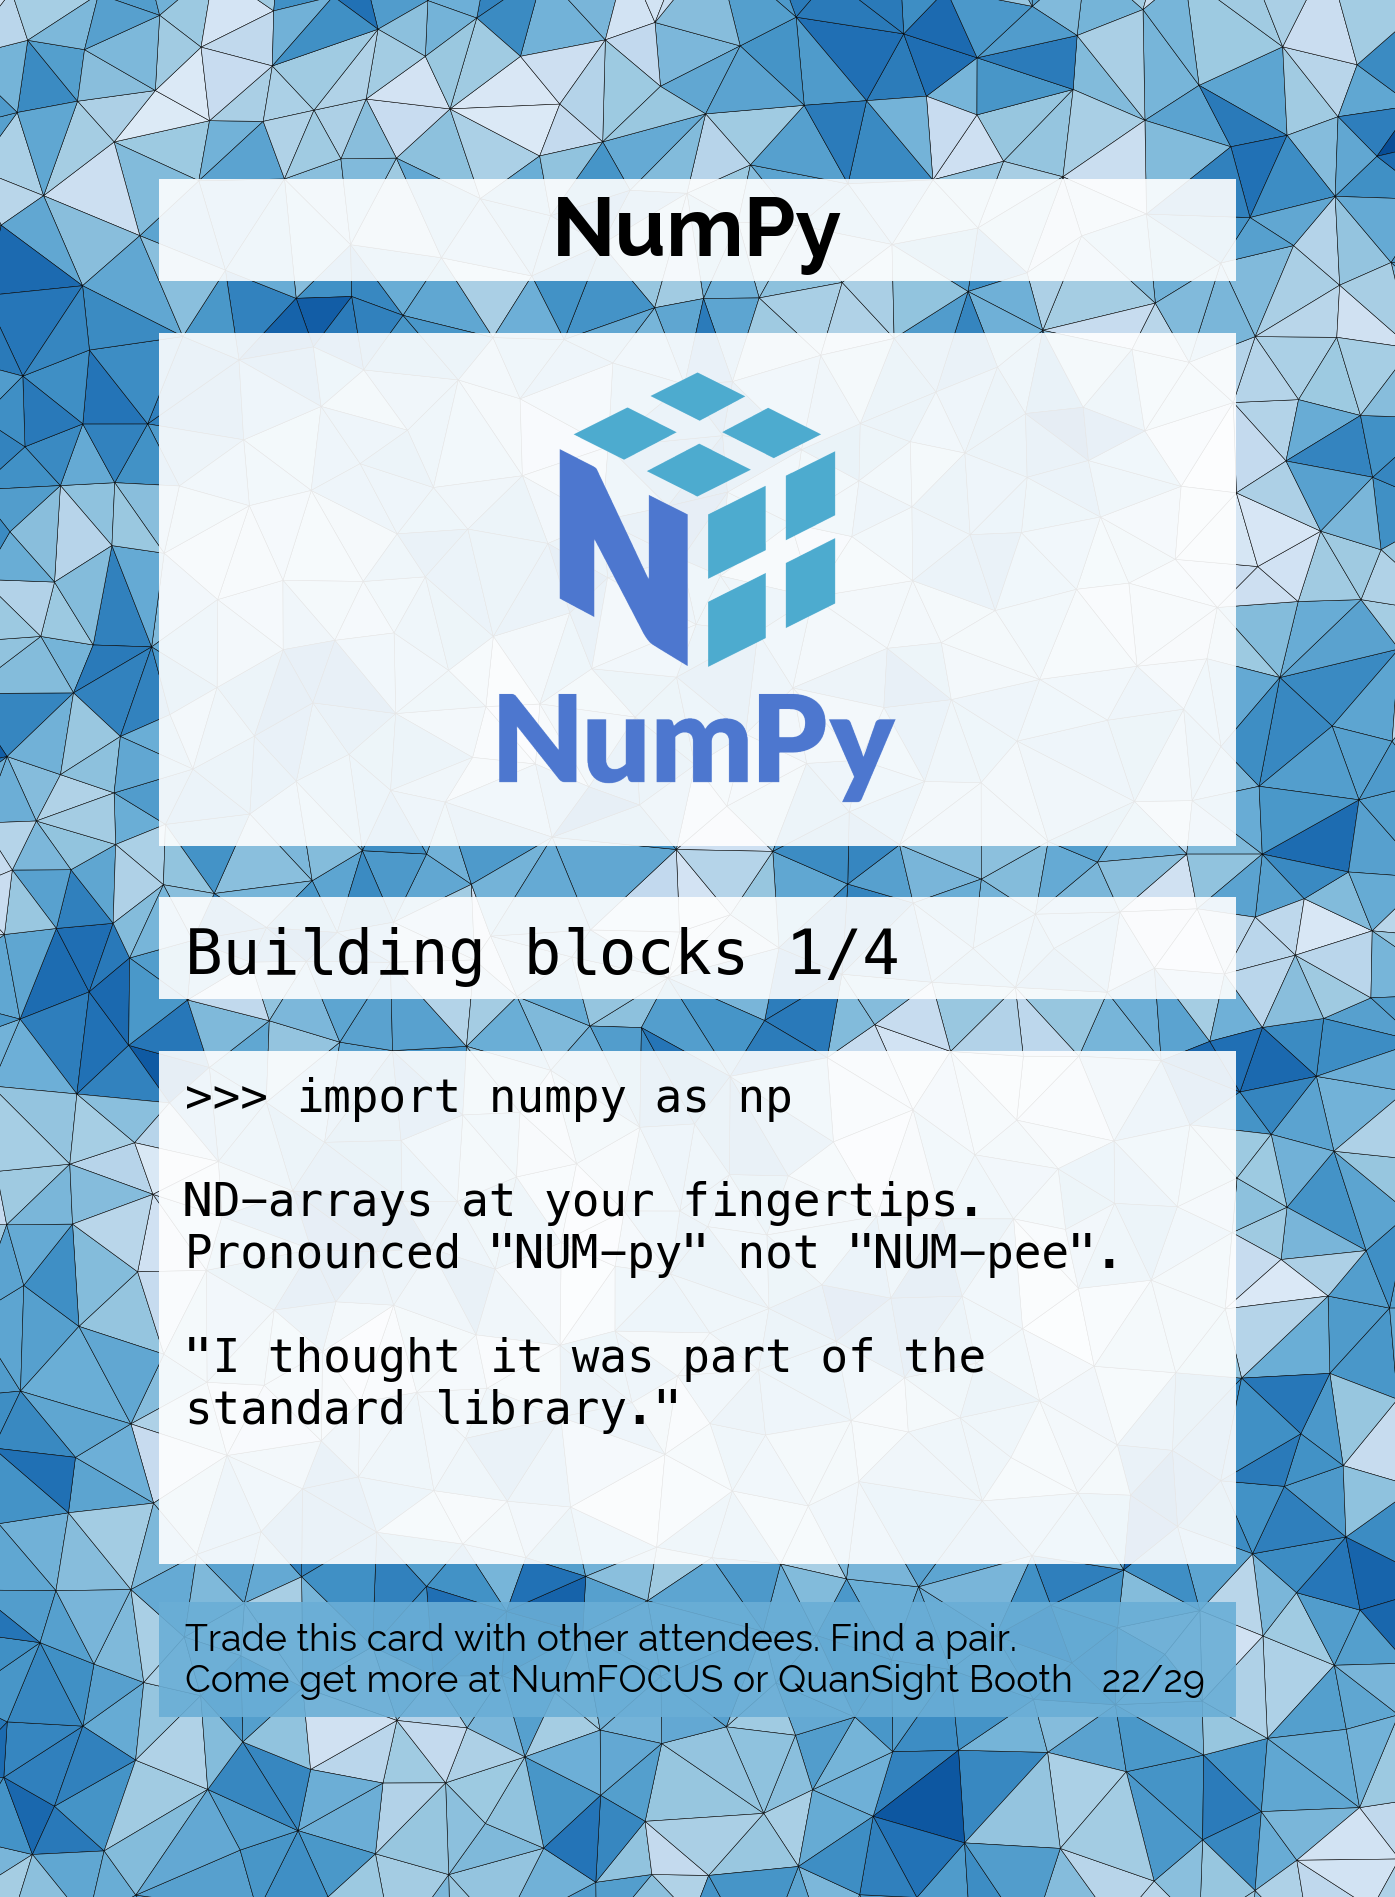 NumPy
N
NumPy
Building blocks 1/4
>>> import numpy as np
ND-arrays at your fingertips.
Pronounced "NUM-py" not "NUM-pee".
"I thought it was part of the
standard library."
Trade this card with other attendees. Find a pair.
Come get more at NumFOCUS or QuanSight Booth 22/29